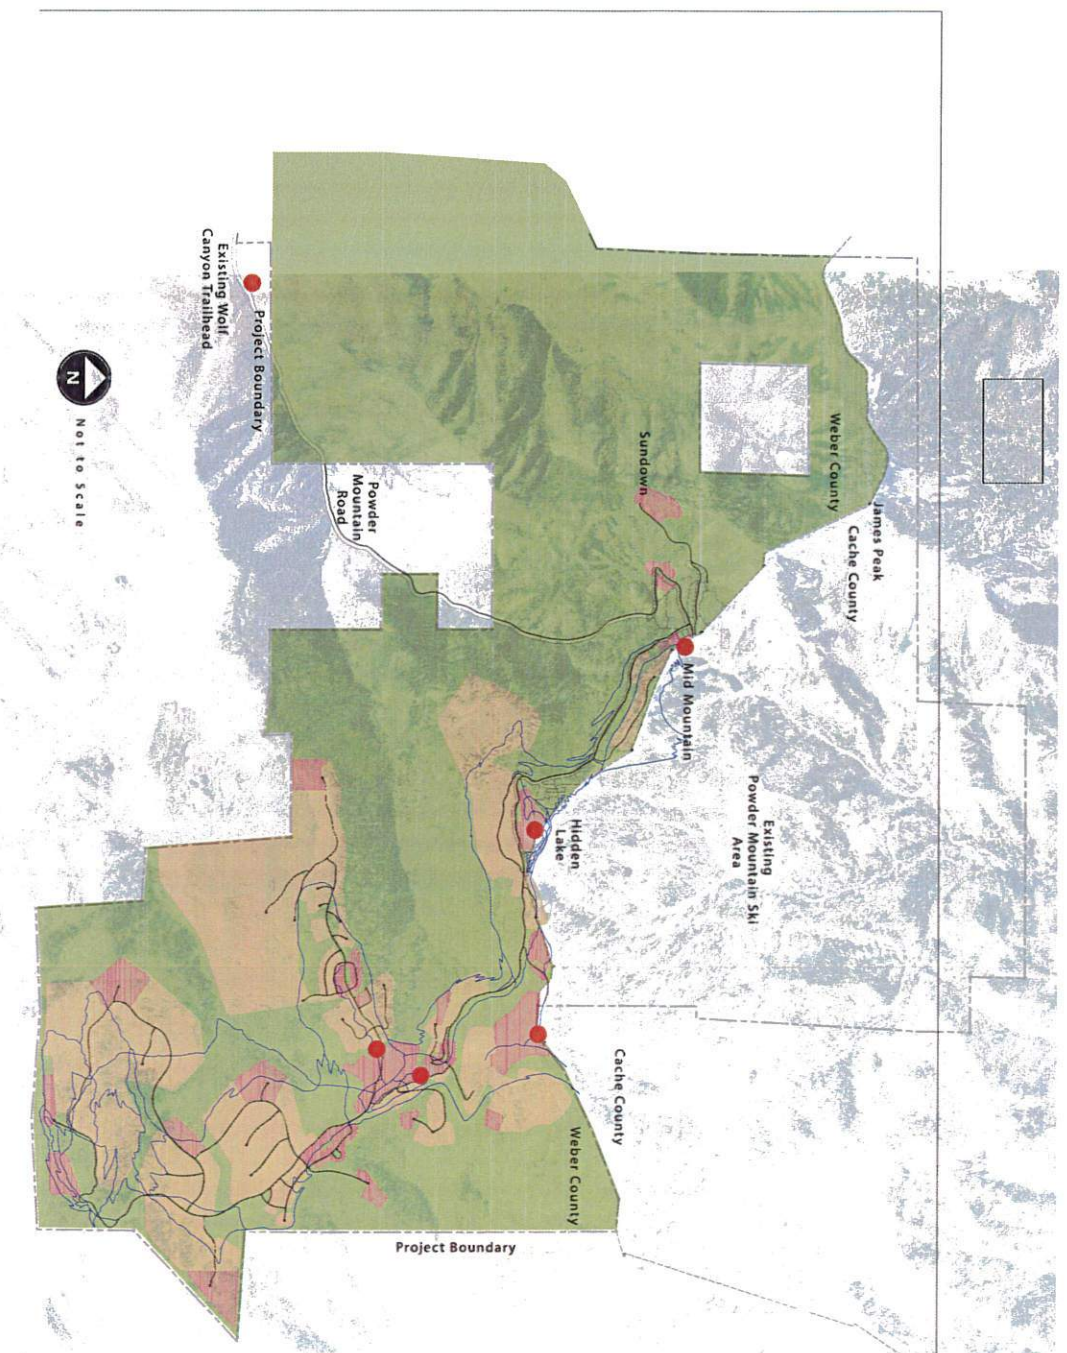 James Peak
Cache County
Weber County
Sundown
Mid Mountain
Existing
Powder Mountain Ski
Area
Hidden
Lake
Cache County
Weber County
Powder
Mountain
Road
Project Boundary
Existing Wolf
Canyon Trailhead
Project Boundary
N
Not to Scale